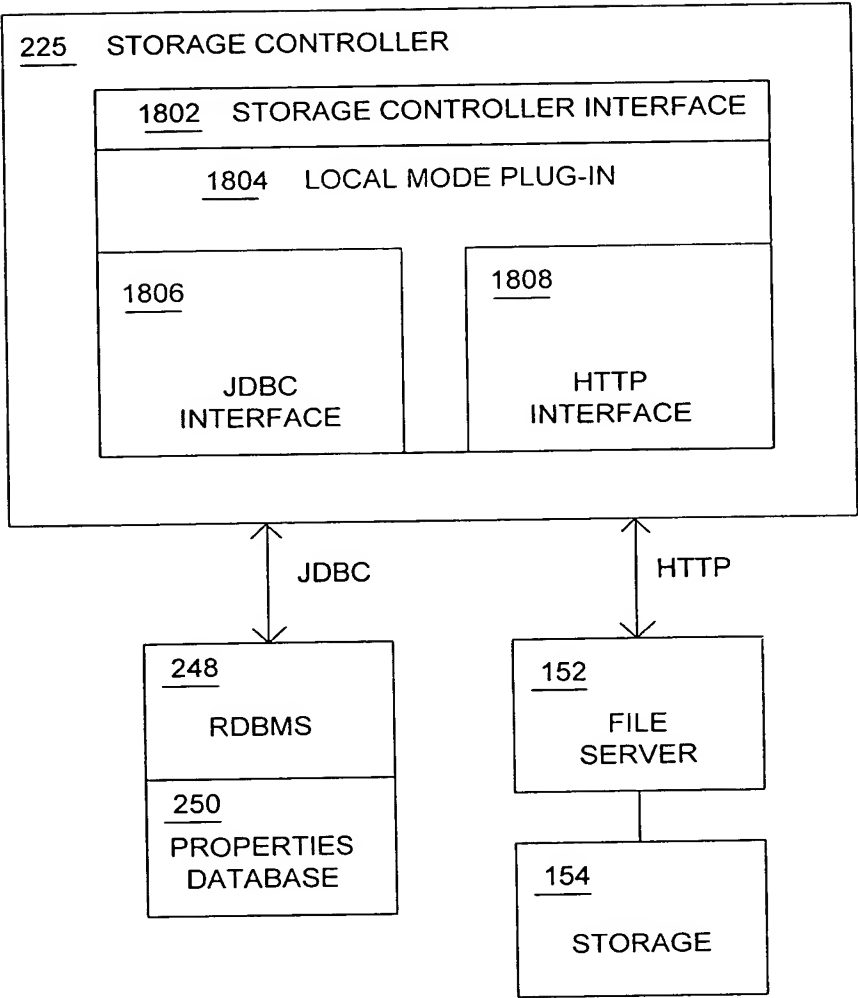 225 STORAGE CONTROLLER
1802 STORAGE CONTROLLER INTERFACE
1804 LOCAL MODE PLUG-IN
1806
JDBC
INTERFACE
1808
HTTP
INTERFACE
JDBC
HTTP
248
RDBMS
250
PROPERTIES
DATABASE
152
FILE
SERVER
154
STORAGE